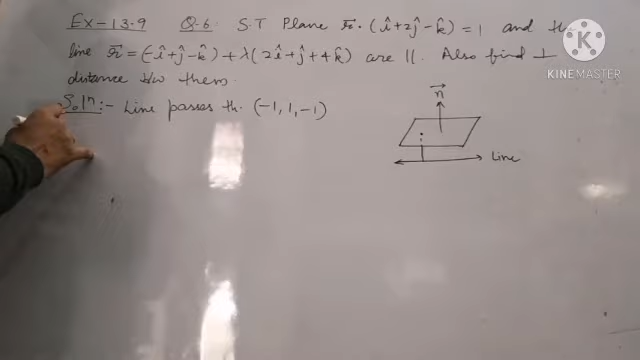 Ex-13.9 Q.6. S.T Plane r̄·(î+2ĵ-k̂)=1 and the
line r̄=(-î+ĵ-k̂)+λ(2î+ĵ+4k̂) are ||. Also find ⊥
distance b/w them.
Soln:- Line passes th. (-1,1,-1)
n⃗
Line
KINEMASTER